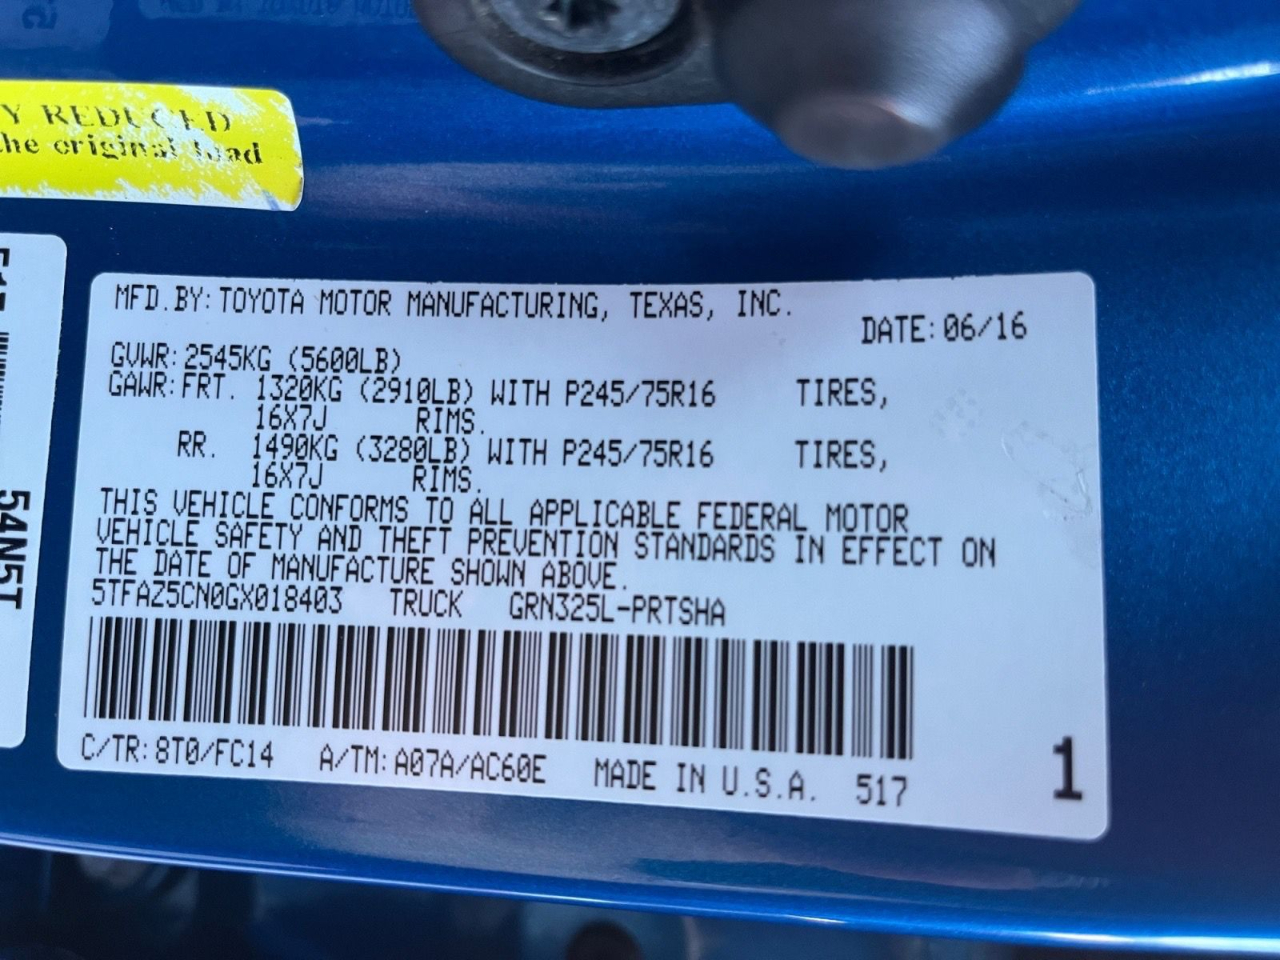 Y REDUCED
the original load
MFD.BY: TOYOTA MOTOR MANUFACTURING, TEXAS, INC.
DATE: 06/16
GVWR: 2545KG (5600LB)
GAWR: FRT. 1320KG (2910LB) WITH P245/75R16 TIRES,
16X7J RIMS.
RR. 1490KG (3280LB) WITH P245/75R16 TIRES,
16X7J RIMS.
THIS VEHICLE CONFORMS TO ALL APPLICABLE FEDERAL MOTOR
VEHICLE SAFETY AND THEFT PREVENTION STANDARDS IN EFFECT ON
THE DATE OF MANUFACTURE SHOWN ABOVE.
5TFAZ5CN0GX018403 TRUCK GRN325L-PRTSHA
C/TR: 8T0/FC14 A/TM: A07A/AC60E MADE IN U.S.A. 517
1
54N5T